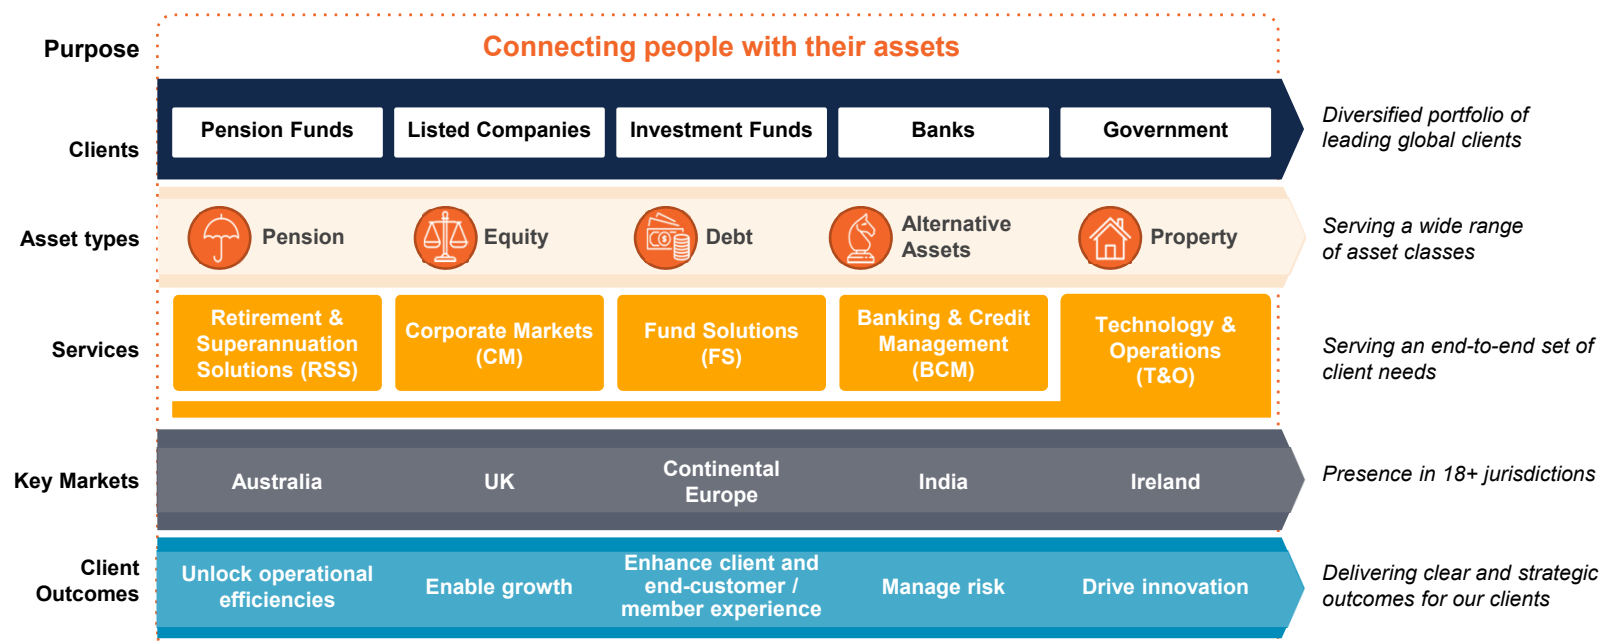 Purpose
Connecting people with their assets
Clients
Pension Funds
Listed Companies
Investment Funds
Banks
Government
Diversified portfolio of
leading global clients
Asset types
Pension
Equity
Debt
Alternative
Assets
Property
Serving a wide range
of asset classes
Services
Retirement &
Superannuation
Solutions (RSS)
Corporate Markets
(CM)
Fund Solutions
(FS)
Banking & Credit
Management
(BCM)
Technology &
Operations
(T&O)
Serving an end-to-end set of
client needs
Key Markets
Australia
UK
Continental
Europe
India
Ireland
Presence in 18+ jurisdictions
Client
Outcomes
Unlock operational
efficiencies
Enable growth
Enhance client and
end-customer /
member experience
Manage risk
Drive innovation
Delivering clear and strategic
outcomes for our clients